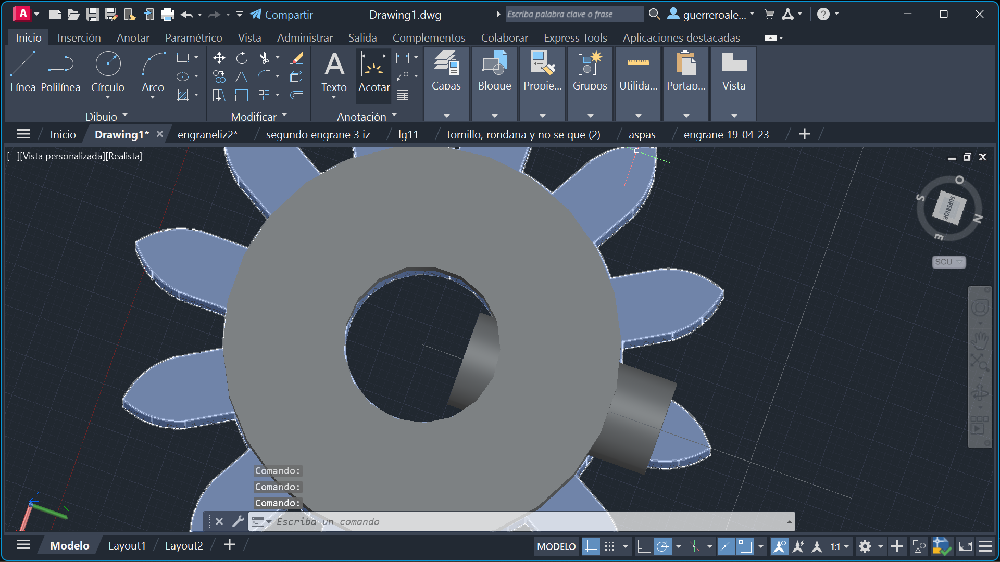 A
Compartir
Drawing1.dwg
Escriba palabra clave o frase
guerreroale...
?
Inicio Inserción Anotar Paramétrico Vista Administrar Salida Complementos Colaborar Express Tools Aplicaciones destacadas
Línea Polilínea Círculo Arco
A
Texto Acotar
Capas Bloque Propie... Grupos Utilida... Portap... Vista
Dibujo Modificar Anotación
Inicio Drawing1* engraneliz2* segundo engrane 3 iz lg11 tornillo, rondana y no se que (2) aspas engrane 19-04-23
[−][Vista personalizada][Realista]
O
S
SUPERIOR
N
E
SCU
Comando:
Comando:
Comando:
Z
Y
X
Escriba un comando
Modelo Layout1 Layout2
MODELO
1:1